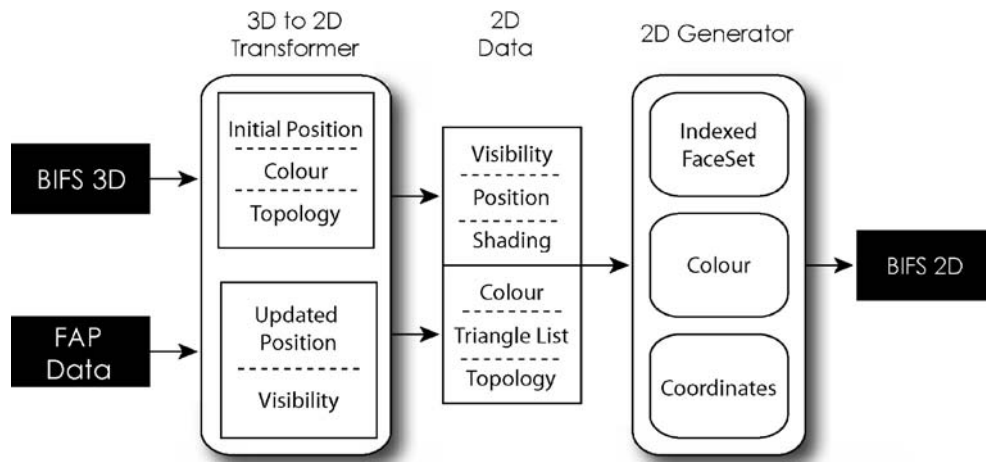 3D to 2D
Transformer
2D
Data
2D Generator
BIFS 3D
FAP
Data
Initial Position
Colour
Topology
Updated
Position
Visibility
Visibility
Position
Shading
Colour
Triangle List
Topology
Indexed
FaceSet
Colour
Coordinates
BIFS 2D